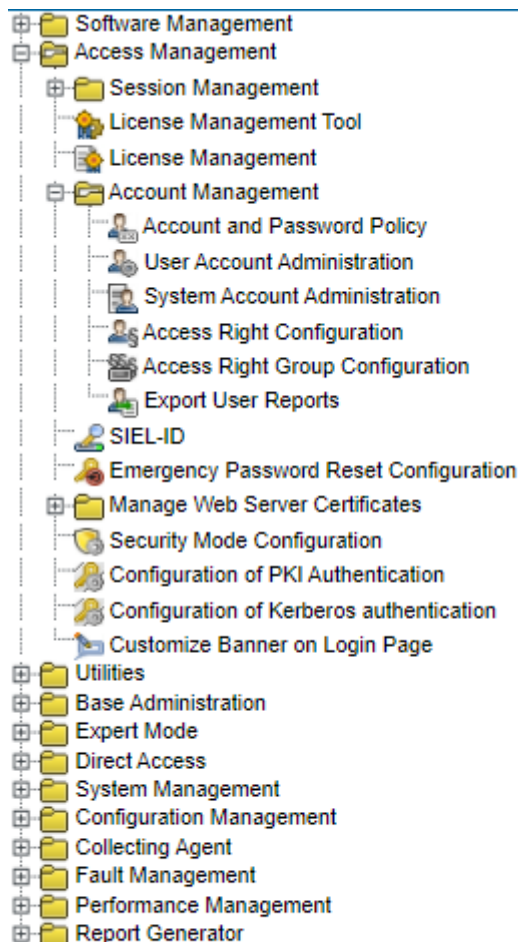 Software Management
Access Management
Session Management
License Management Tool
License Management
Account Management
Account and Password Policy
User Account Administration
System Account Administration
Access Right Configuration
Access Right Group Configuration
Export User Reports
SIEL-ID
Emergency Password Reset Configuration
Manage Web Server Certificates
Security Mode Configuration
Configuration of PKI Authentication
Configuration of Kerberos authentication
Customize Banner on Login Page
Utilities
Base Administration
Expert Mode
Direct Access
System Management
Configuration Management
Collecting Agent
Fault Management
Performance Management
Report Generator